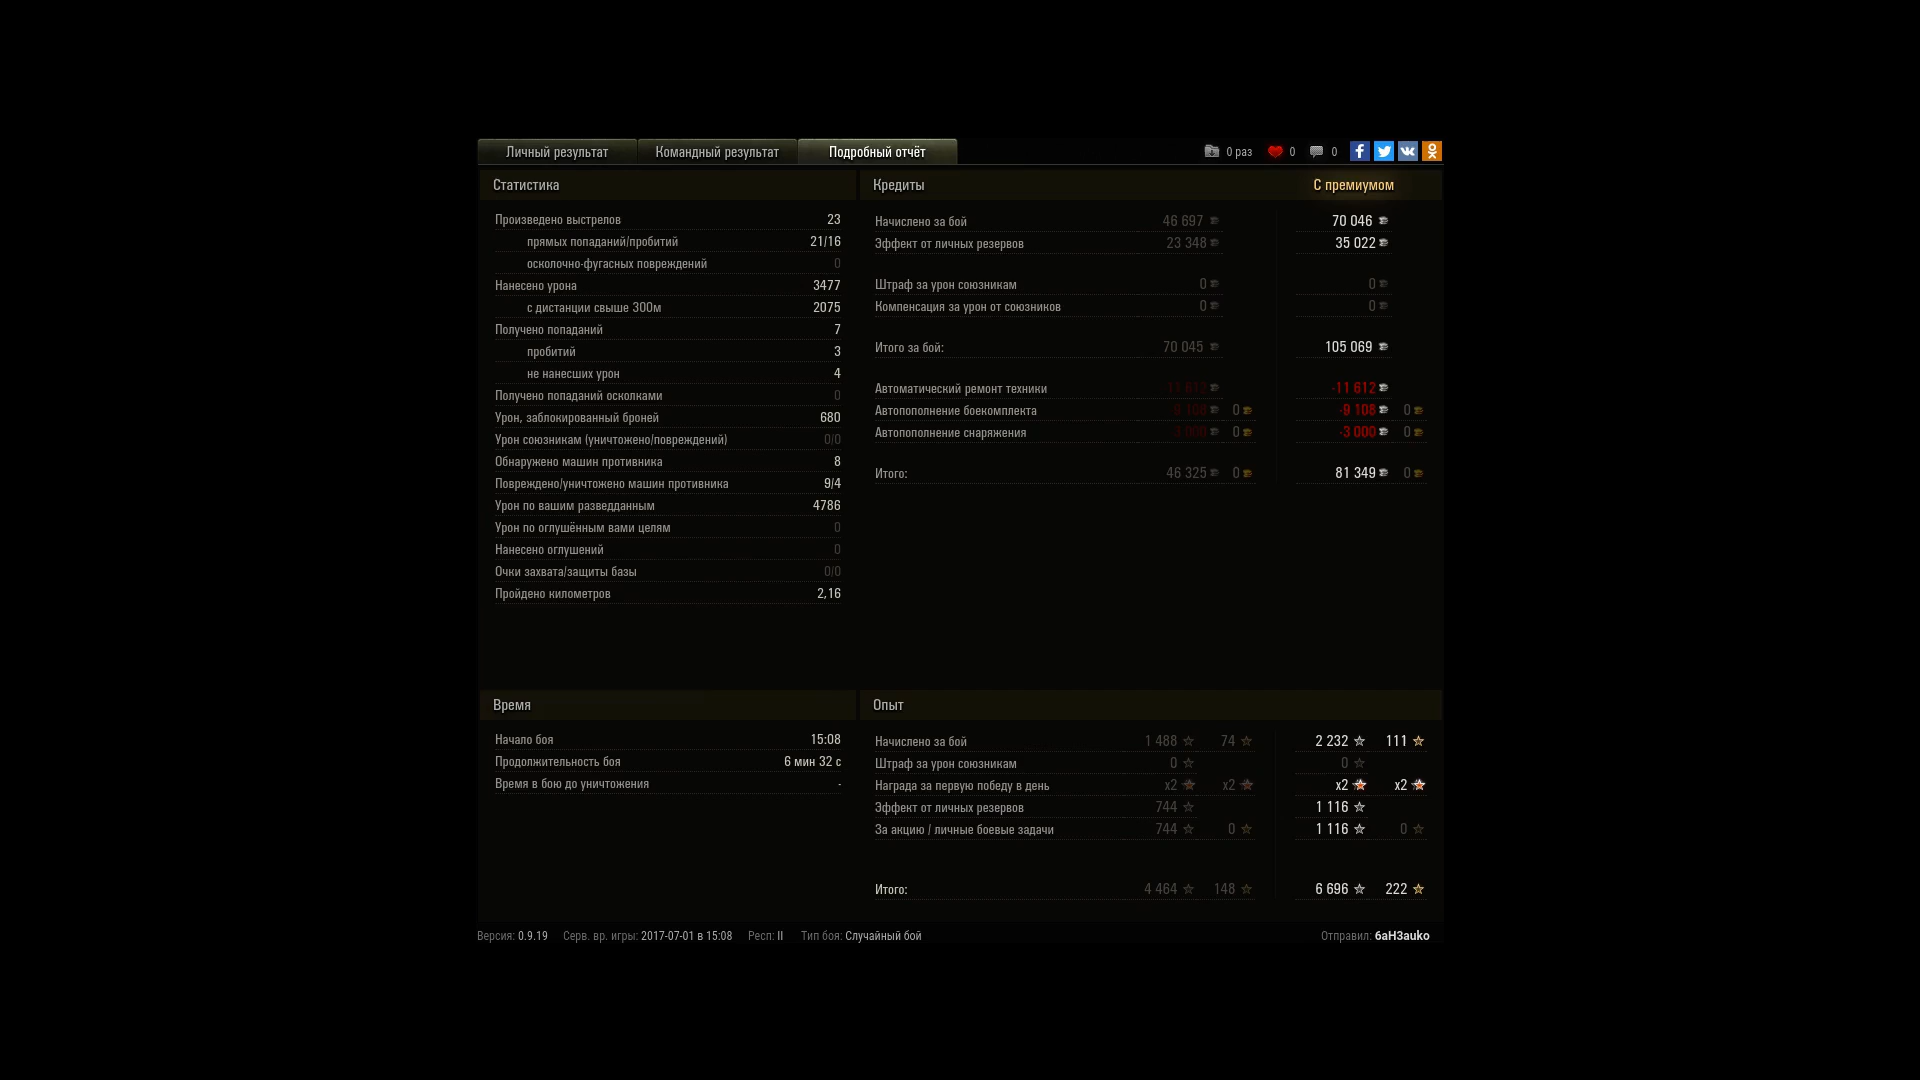 Личный результат Командный результат Подробный отчёт 0 раз 0 0
Статистика
Произведено выстрелов 23
прямых попаданий/пробитий 21/16
осколочно-фугасных повреждений 0
Нанесено урона 3477
с дистанции свыше 300м 2075
Получено попаданий 7
пробитий 3
не нанесших урон 4
Получено попаданий осколками 0
Урон, заблокированный броней 680
Урон союзникам (уничтожено/повреждений) 0/0
Обнаружено машин противника 8
Повреждено/уничтожено машин противника 9/4
Урон по вашим разведданным 4786
Урон по оглушённым вами целям 0
Нанесено оглушений 0
Очки захвата/защиты базы 0/0
Пройдено километров 2,16
Кредиты С премиумом
Начислено за бой 46 697 70 046
Эффект от личных резервов 23 348 35 022
Штраф за урон союзникам 0 0
Компенсация за урон от союзников 0 0
Итого за бой: 70 045 105 069
Автоматический ремонт техники -11 612 -11 612
Автопополнение боекомплекта -9 108 0 -9 108 0
Автопополнение снаряжения -3 000 0 -3 000 0
Итого: 46 325 0 81 349 0
Время
Начало боя 15:08
Продолжительность боя 6 мин 32 с
Время в бою до уничтожения -
Опыт
Начислено за бой 1 488 74 2 232 111
Штраф за урон союзникам 0 0
Награда за первую победу в день x2 x2 x2 x2
Эффект от личных резервов 744 1 116
За акцию / личные боевые задачи 744 0 1 116 0
Итого: 4 464 148 6 696 222
Версия: 0.9.19 Серв. вр. игры: 2017-07-01 в 15:08 Респ: II Тип боя: Случайный бой Отправил: 6aH3auko